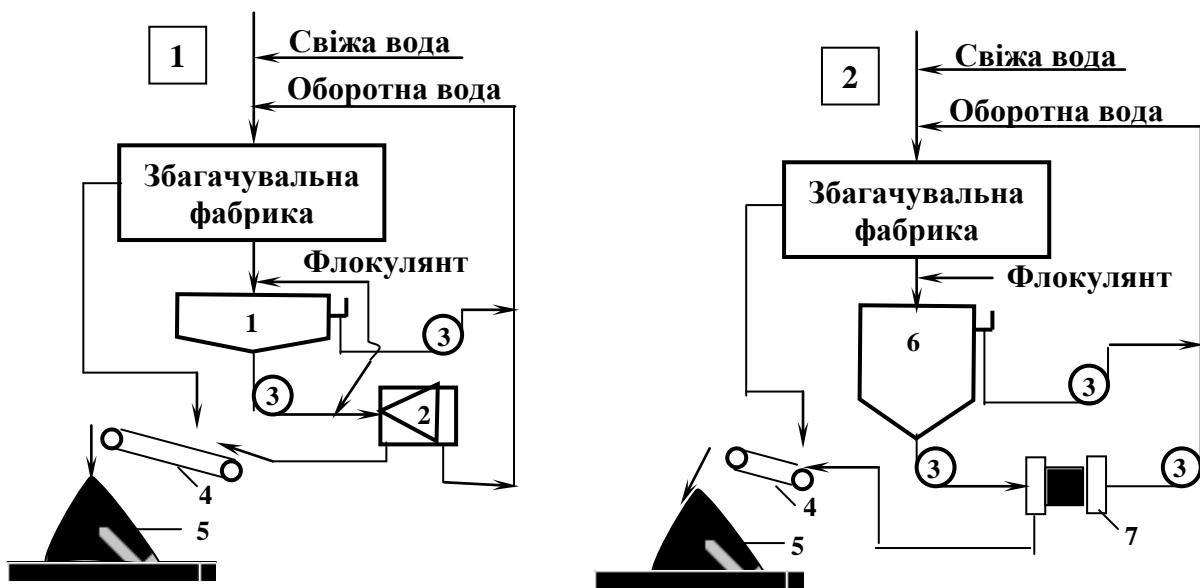 1
Свіжа вода
Оборотна вода
Збагачувальна
фабрика
Флокулянт
1
3
3
2
4
5
2
Свіжа вода
Оборотна вода
Збагачувальна
фабрика
Флокулянт
6
3
3
3
4
5
7